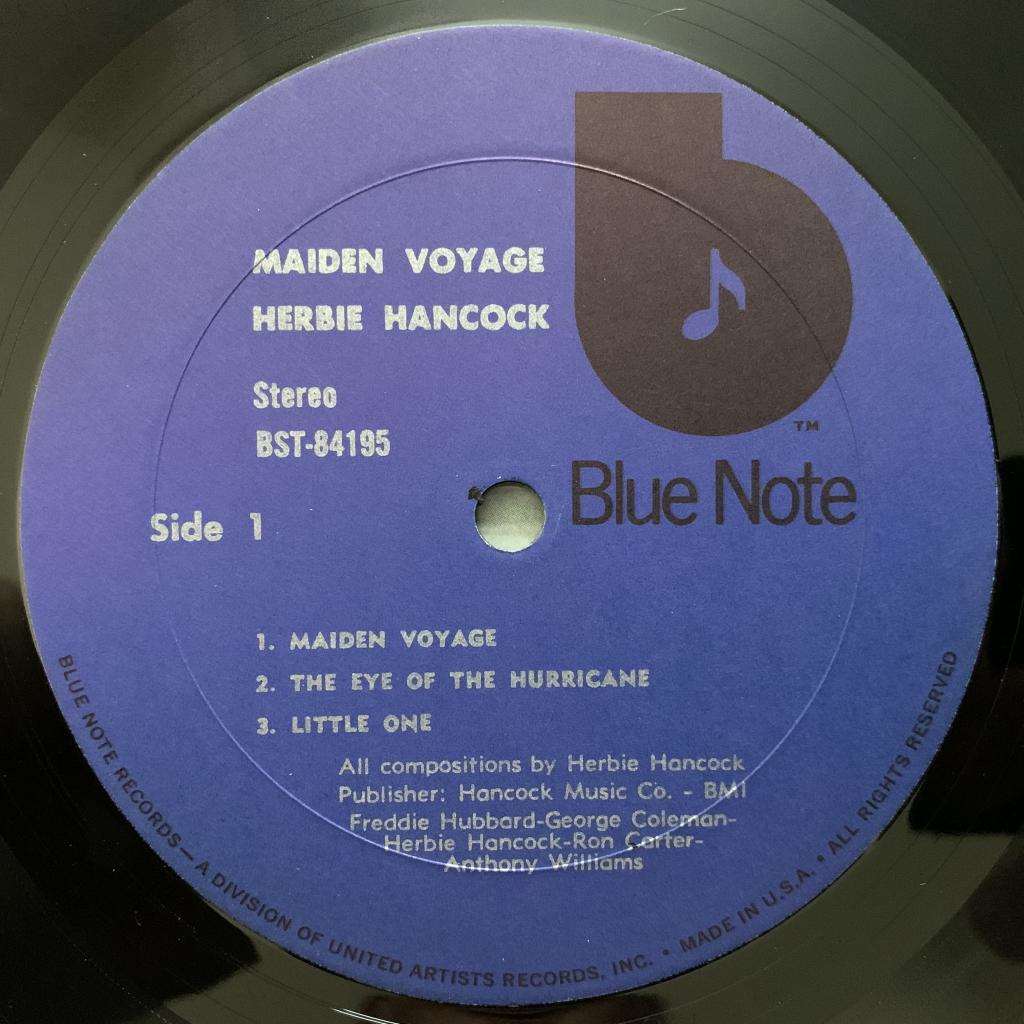 MAIDEN VOYAGE
HERBIE HANCOCK
Stereo
BST-84195
Side 1
TM
Blue Note
1. MAIDEN VOYAGE
2. THE EYE OF THE HURRICANE
3. LITTLE ONE
All compositions by Herbie Hancock
Publisher: Hancock Music Co. - BMI
Freddie Hubbard-George Coleman-
Herbie Hancock-Ron Carter-
Anthony Williams
BLUE NOTE RECORDS—A DIVISION OF UNITED ARTISTS RECORDS, INC. • MADE IN U.S.A. • ALL RIGHTS RESERVED